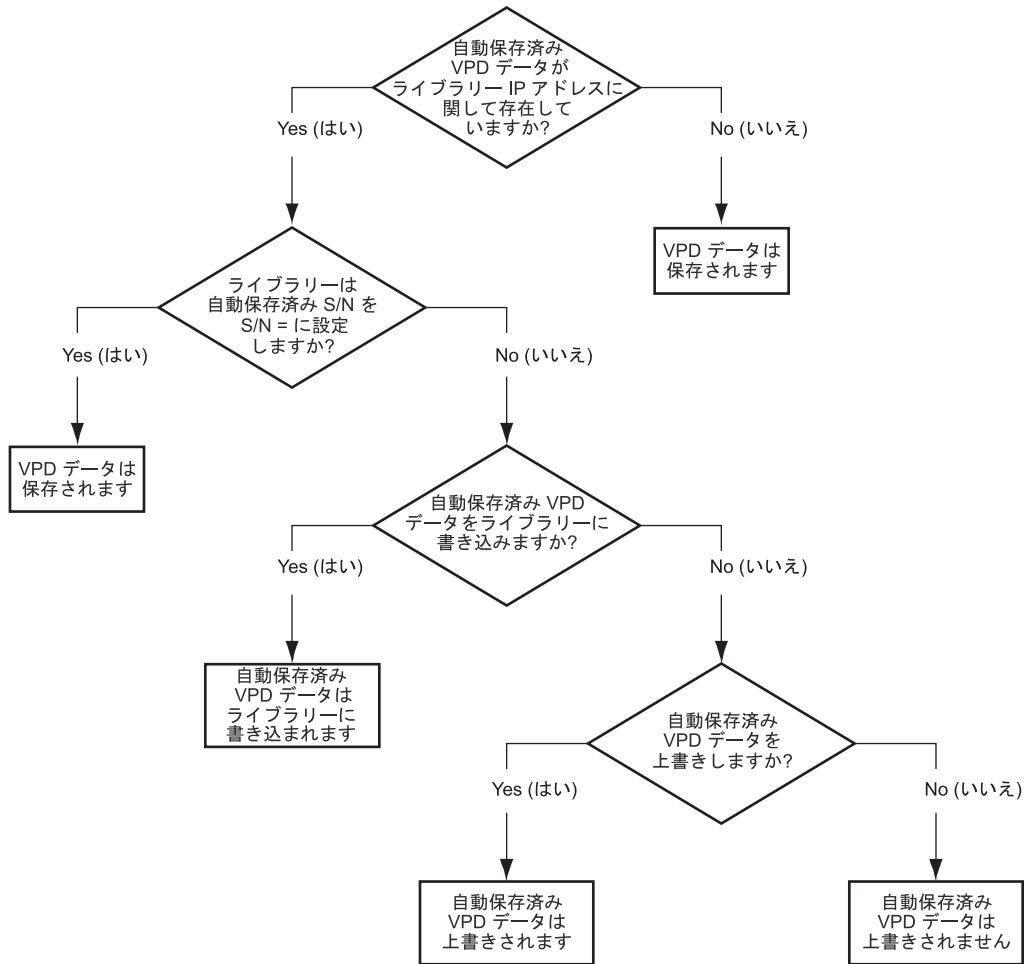 自動保存済み
VPD データが
ライブラリー IP アドレスに
関して存在して
いますか?
Yes (はい)
No (いいえ)
VPD データは
保存されます
ライブラリーは
自動保存済み S/N を
S/N = に設定
しますか?
Yes (はい)
No (いいえ)
VPD データは
保存されます
自動保存済み VPD
データをライブラリーに
書き込みますか?
Yes (はい)
No (いいえ)
自動保存済み
VPD データは
ライブラリーに
書き込まれます
自動保存済み
VPD データを
上書きしますか?
Yes (はい)
No (いいえ)
自動保存済み
VPD データは
上書きされます
自動保存済み
VPD データは
上書きされません